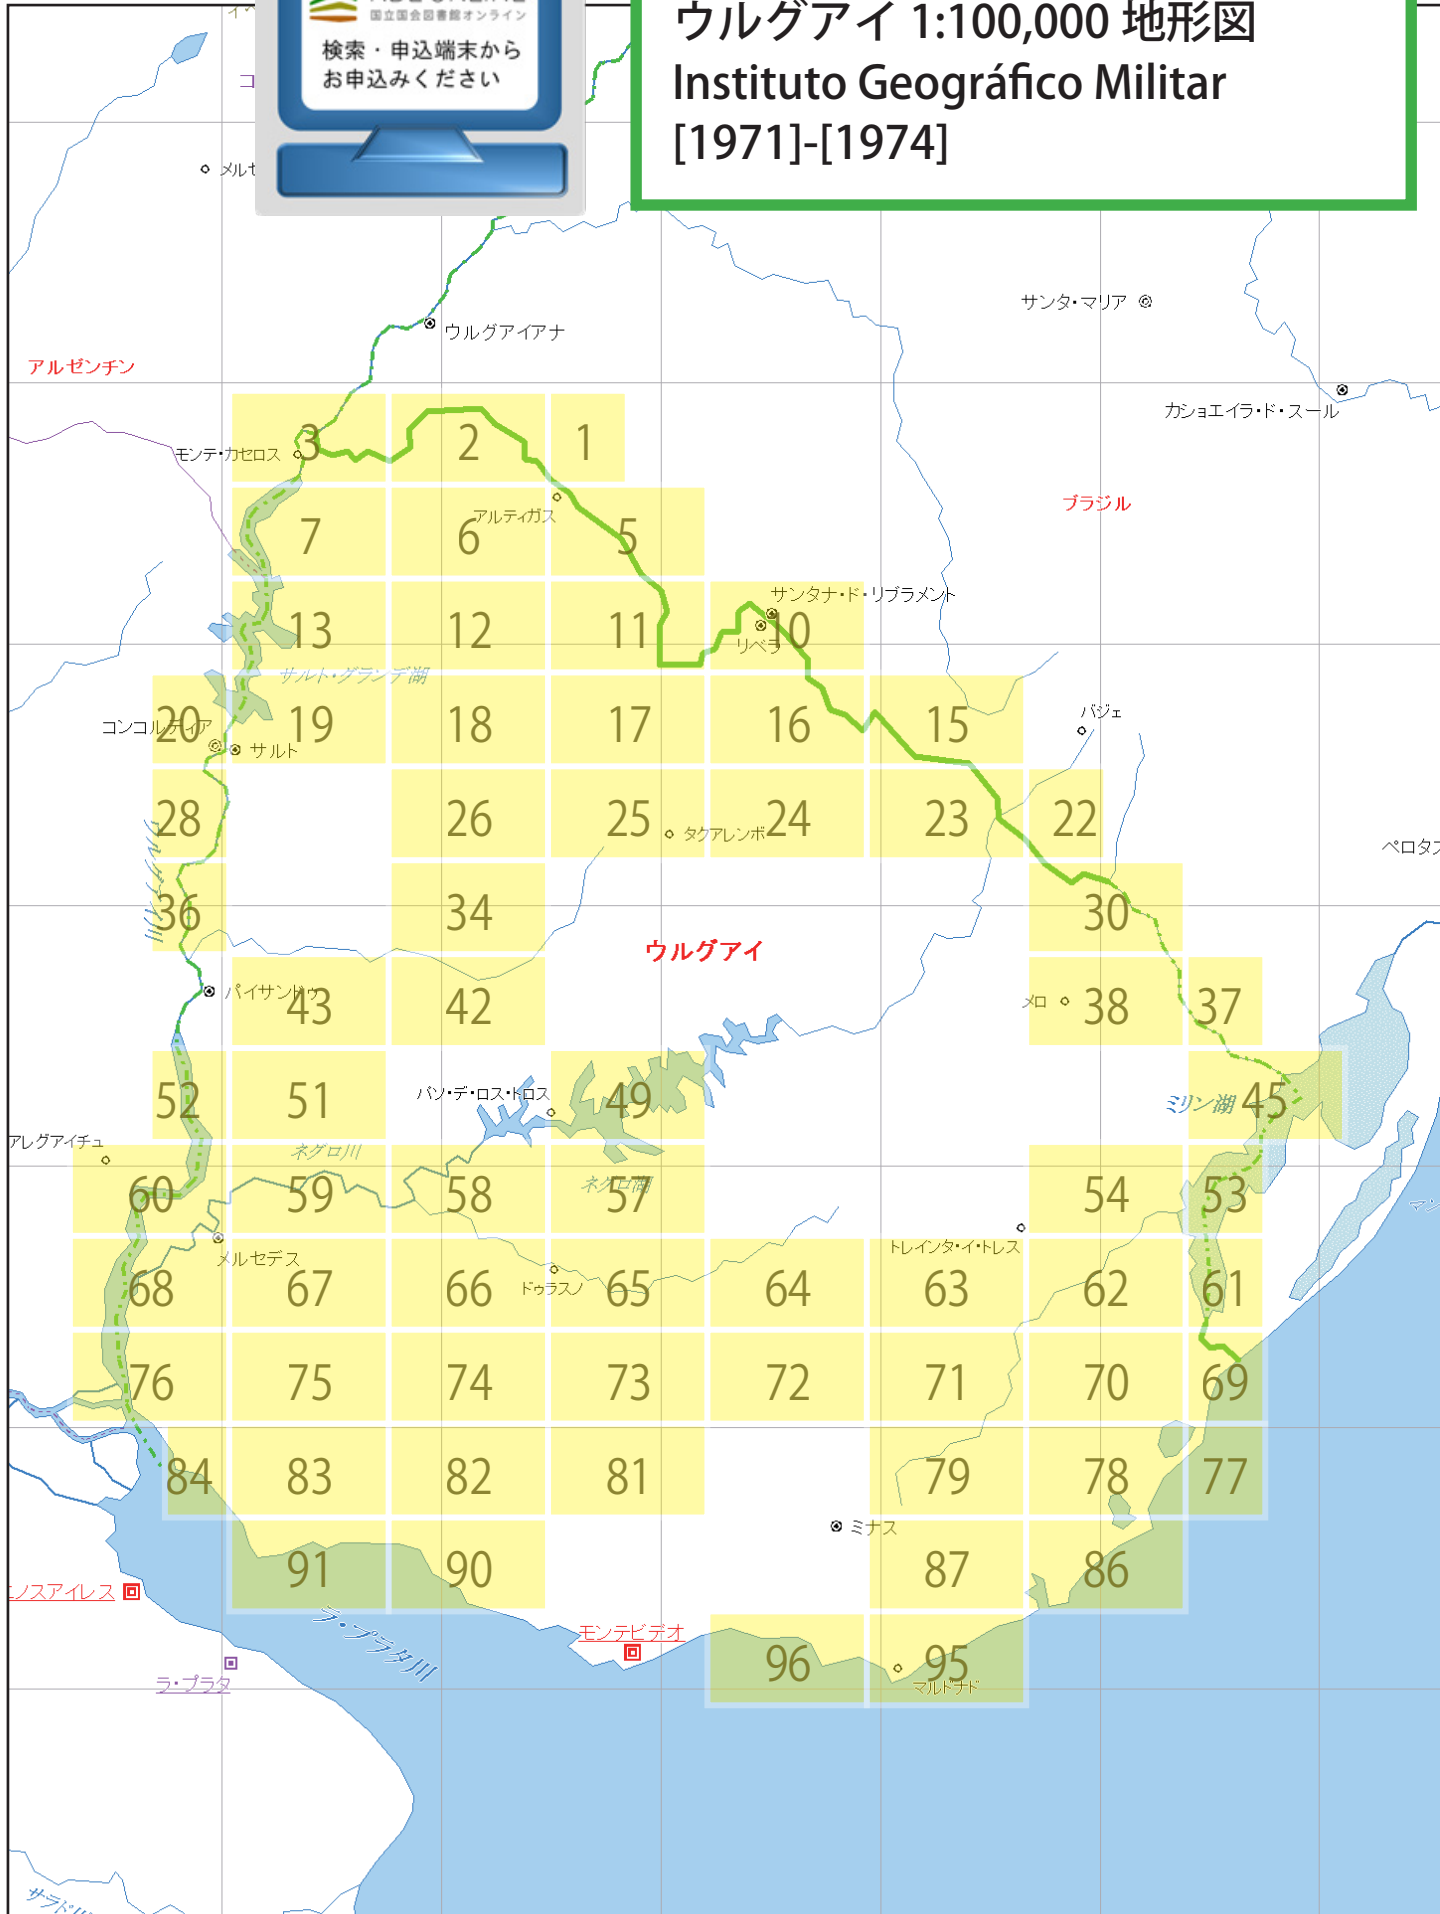 国立国会図書館オンライン
検索・申込端末から
お申込みください
ウルグアイ 1:100,000 地形図
Instituto Geográfico Militar
[1971]-[1974]
サンタ・マリア
ウルグアイアナ
アルゼンチン
カショエイラ・ド・スール
モンテ・カセロス
3 2 1
ブラジル
アルティガス
7 6 5
サンタナ・ド・リブラメント
13 12 11 10
リベラ
サルト・グランデ湖
コンコルディア
20 19 18 17 16 15
バジェ
サルト
28 26 25 24 23 22
タクアレンボ
ウルグアイ川
36 34 30
ウルグアイ
パイサンドゥ
43 42 38 37
メロ
52 51 49 45
パソ・デ・ロス・トロス
ミリン湖
アレグアイチュ
ネグロ川
60 59 58 57 54 53
ネグロ湖
トレインタ・イ・トレス
メルセデス
68 67 66 65 64 63 62 61
ドゥラスノ
76 75 74 73 72 71 70 69
84 83 82 81 79 78 77
ミナス
91 90 87 86
ノスアイレス
ラ・プラタ川
モンテビデオ
96 95
ラ・プラタ
マルドナド
サラド川